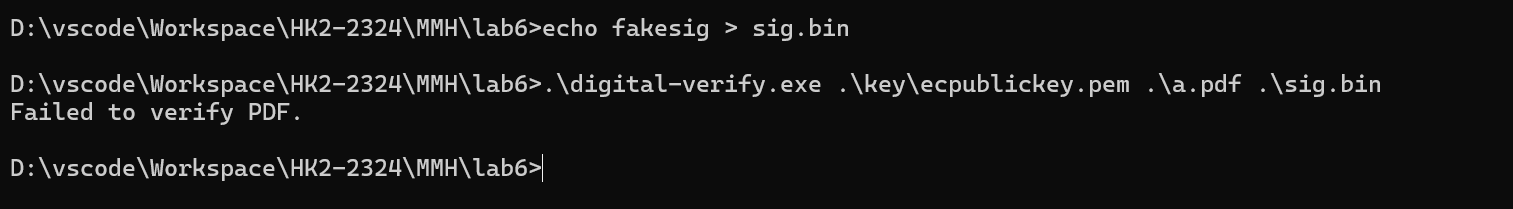 D:\vscode\Workspace\HK2-2324\MMH\lab6>echo fakesig > sig.bin
D:\vscode\Workspace\HK2-2324\MMH\lab6>.\digital-verify.exe .\key\ecpublickey.pem .\a.pdf .\sig.bin
Failed to verify PDF.
D:\vscode\Workspace\HK2-2324\MMH\lab6>